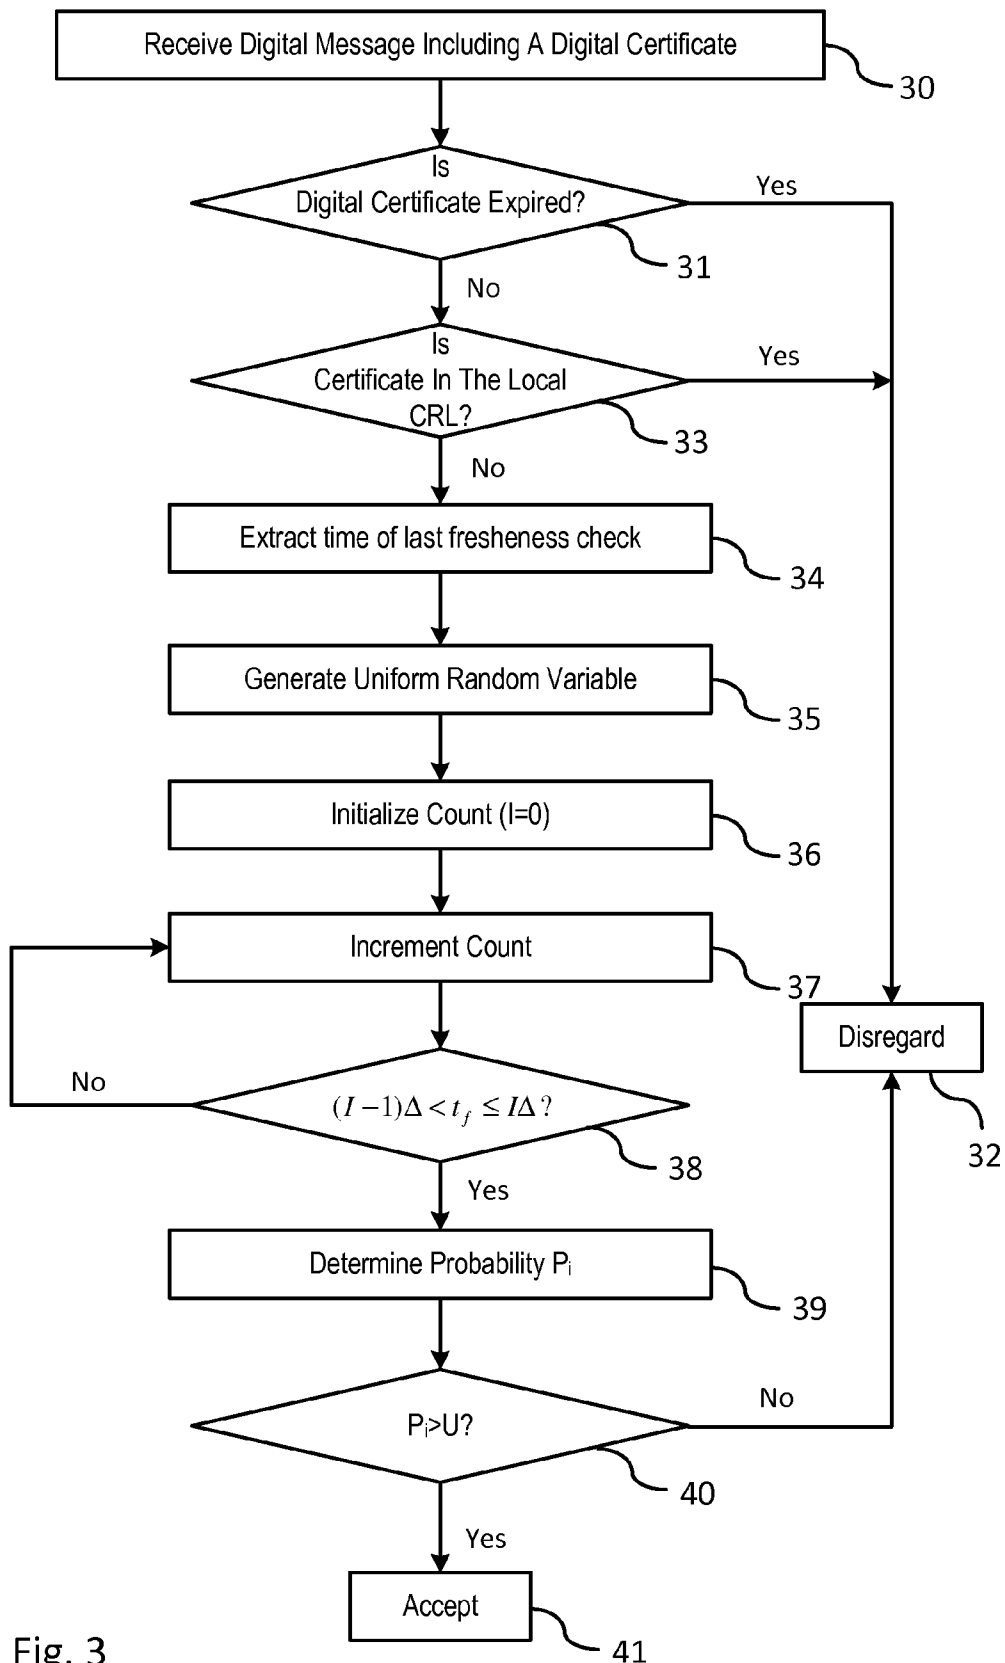 Receive Digital Message Including A Digital Certificate
30
Is
Digital Certificate Expired?
Yes
31
No
Is
Certificate In The Local
CRL?
Yes
33
No
Extract time of last fresheness check
34
Generate Uniform Random Variable
35
Initialize Count (I=0)
36
Increment Count
37
Disregard
32
No
(I−1)Δ < t_f ≤ IΔ?
38
Yes
Determine Probability Pᵢ
39
Pᵢ>U?
No
40
Yes
Accept
41
Fig. 3